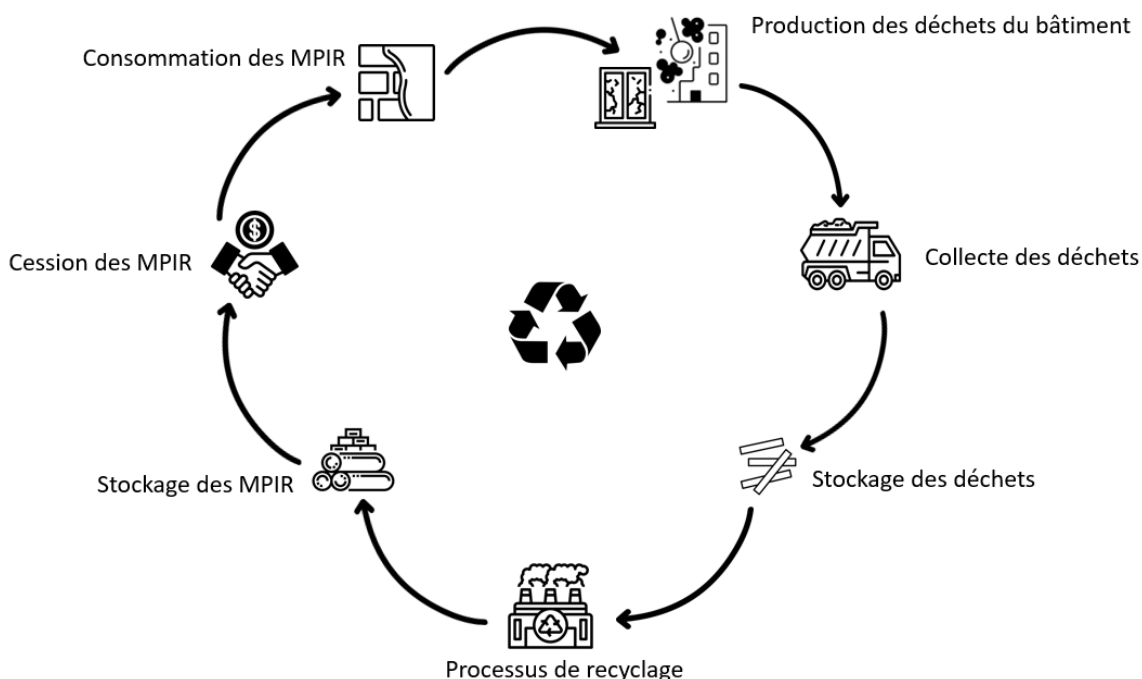 Production des déchets du bâtiment
Consommation des MPIR
Cession des MPIR
Collecte des déchets
Stockage des MPIR
Stockage des déchets
Processus de recyclage